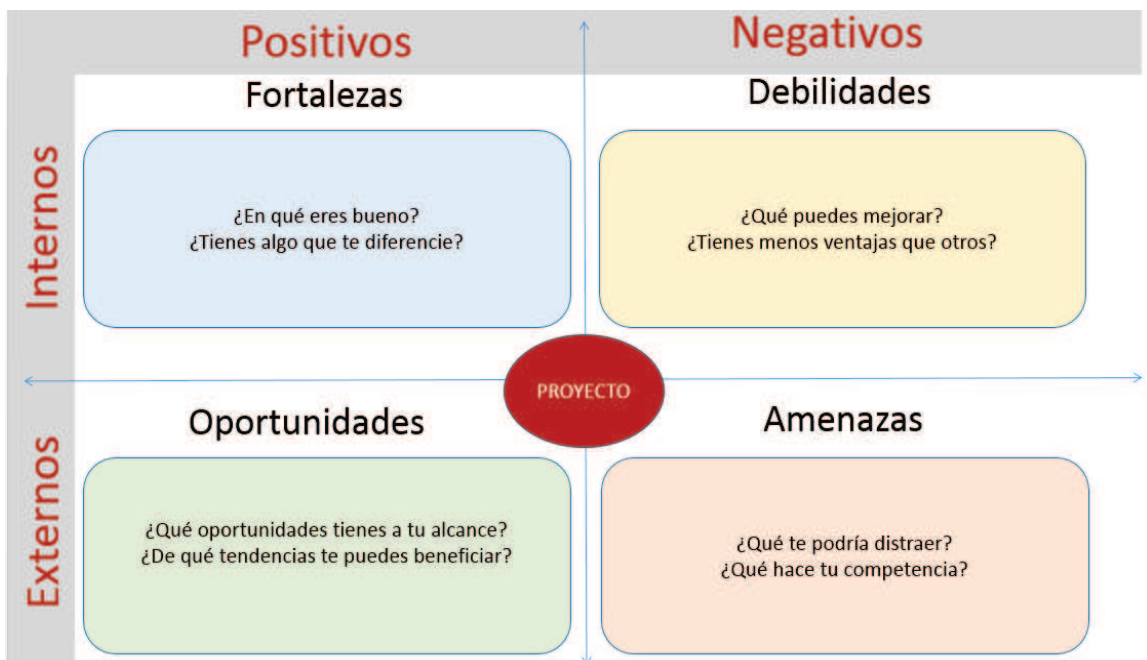 Positivos
Negativos
Internos
Fortalezas
Debilidades
¿En qué eres bueno?
¿Tienes algo que te diferencie?
¿Qué puedes mejorar?
¿Tienes menos ventajas que otros?
PROYECTO
Externos
Oportunidades
Amenazas
¿Qué oportunidades tienes a tu alcance?
¿De qué tendencias te puedes beneficiar?
¿Qué te podría distraer?
¿Qué hace tu competencia?